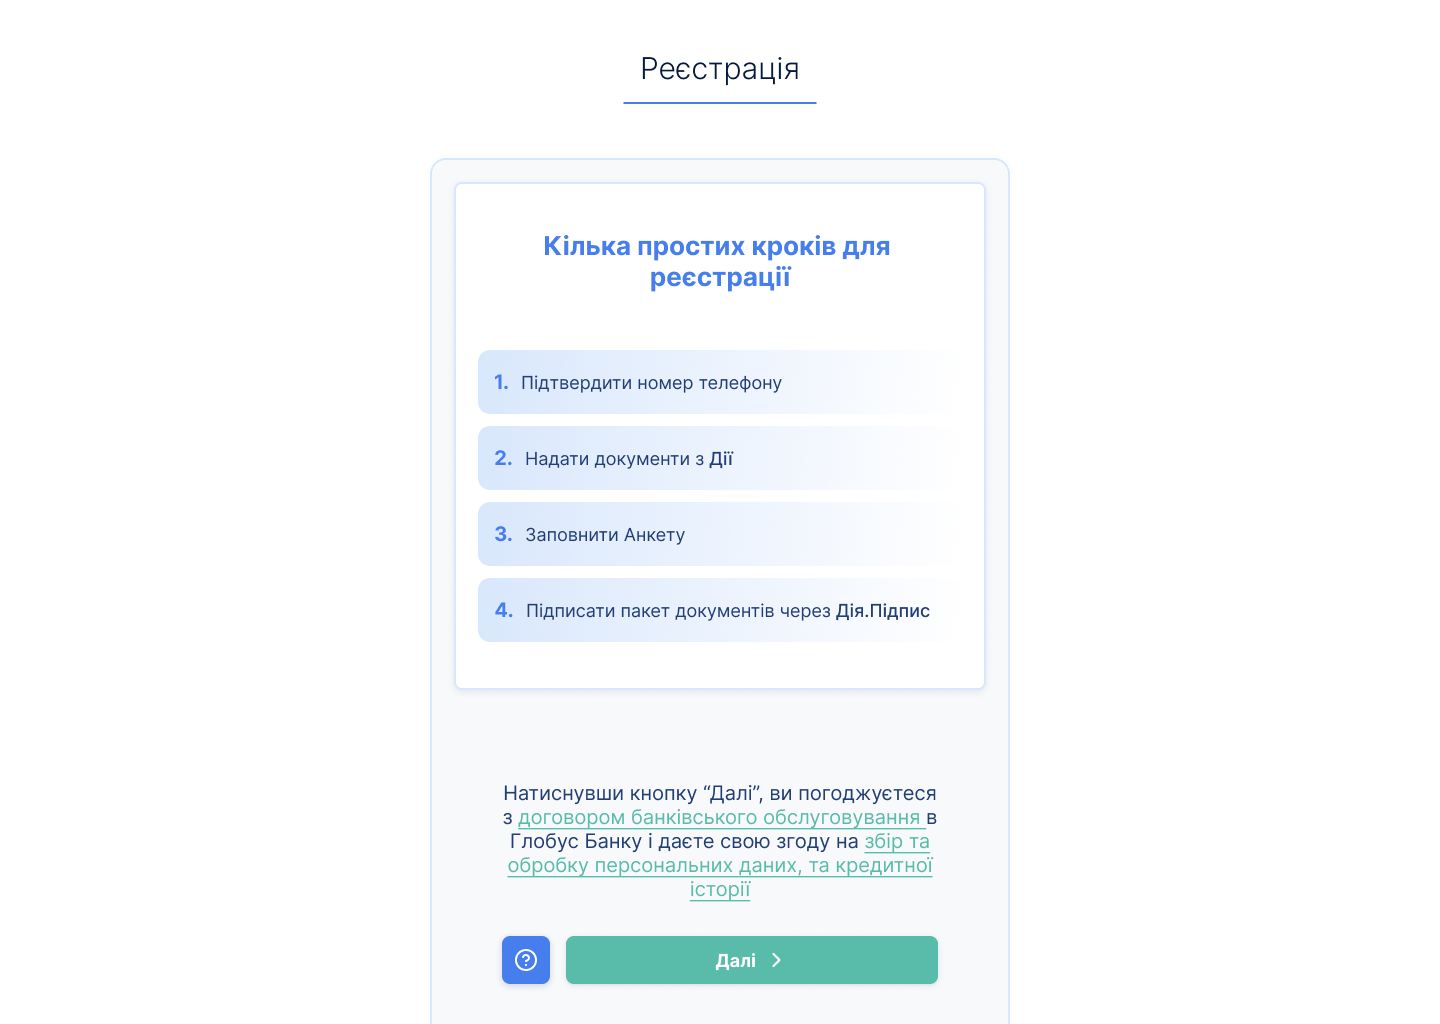 Реєстрація
Кілька простих кроків для
реєстрації
1. Підтвердити номер телефону
2. Надати документи з Дії
3. Заповнити Анкету
4. Підписати пакет документів через Дія.Підпис
Натиснувши кнопку “Далі”, ви погоджуєтеся
з договором банківського обслуговування в
Глобус Банку і даєте свою згоду на збір та
обробку персональних даних, та кредитної
історії
Далі